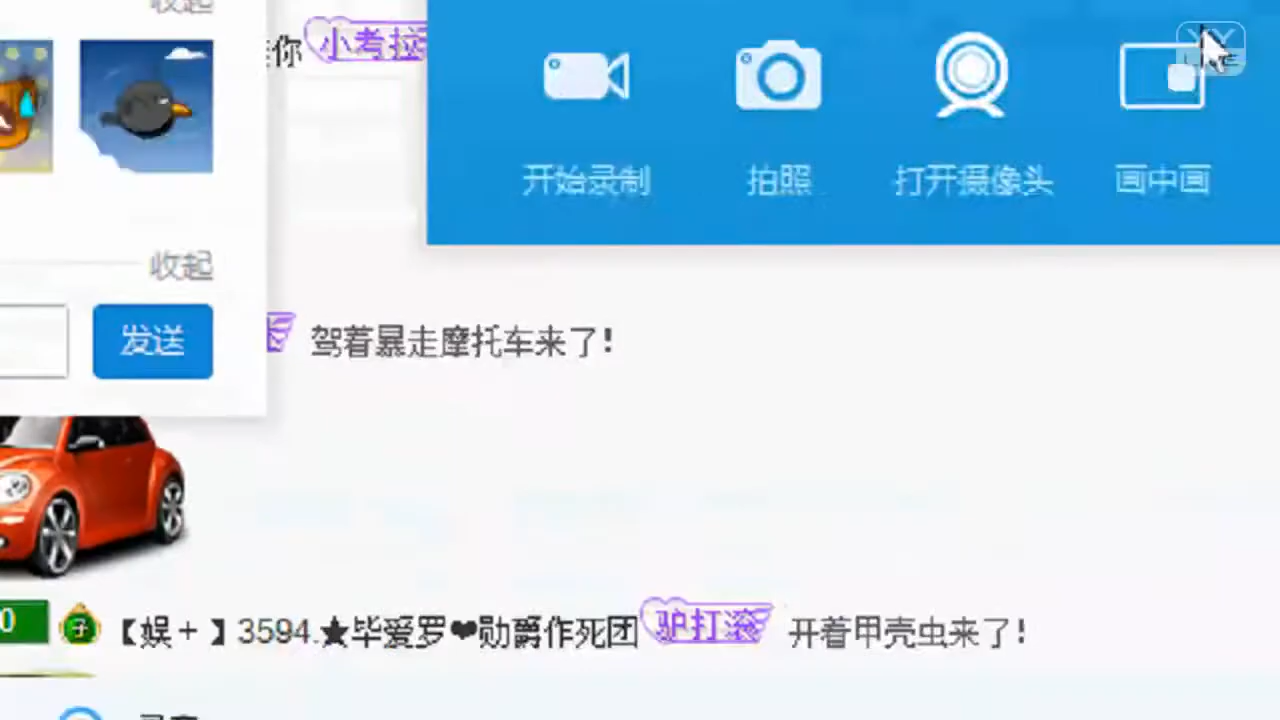 收起
你 小考拉
开始录制 拍照 打开摄像头 画中画
收起
发送
驾着暴走摩托车来了!
0 子 【娱+】3594.★毕爱罗❤勋爵作死团 驴打滚 开着甲壳虫来了!